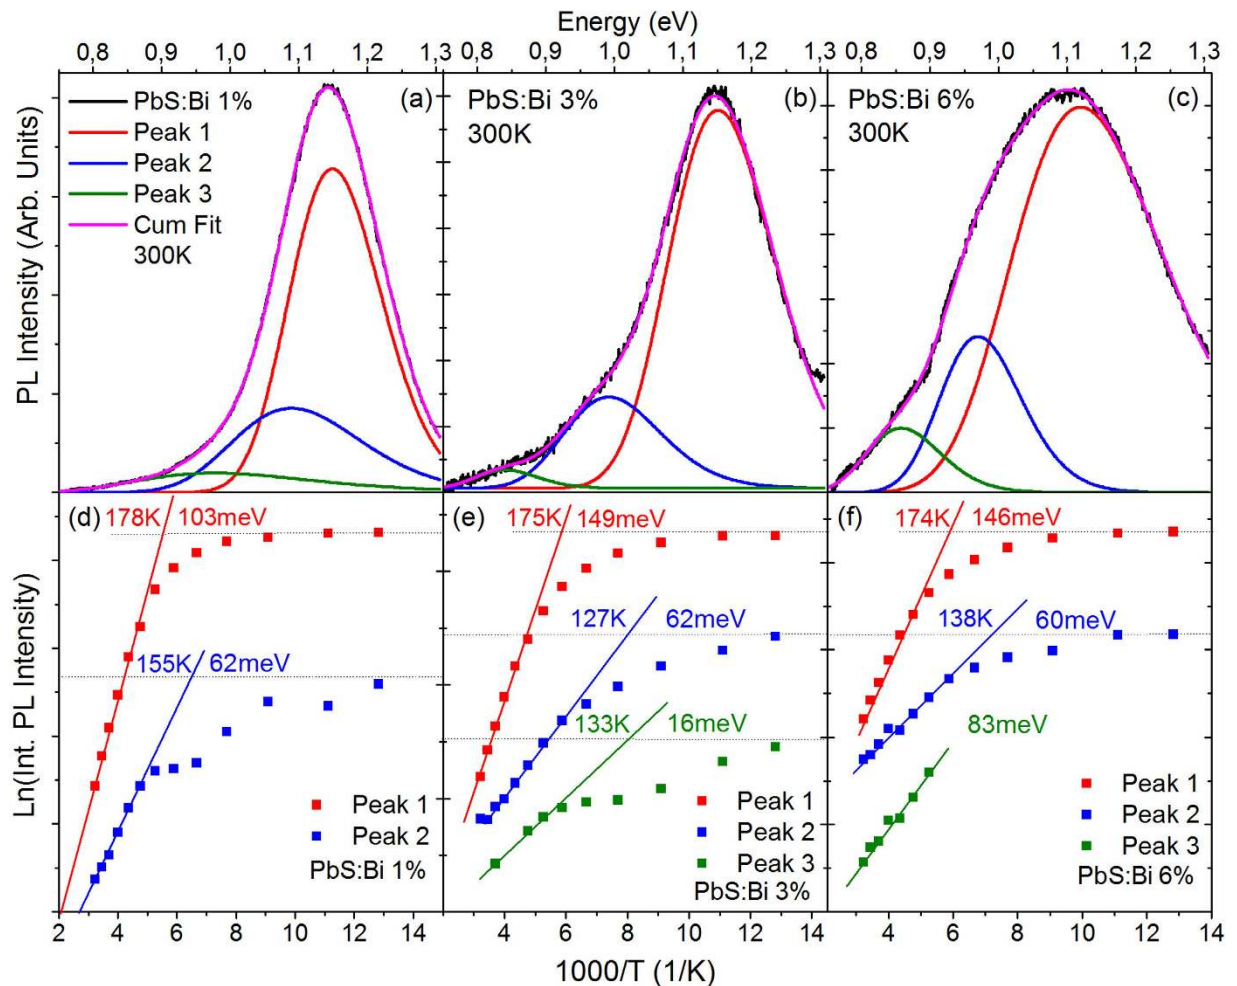 Energy (eV)
0,8 0,9 1,0 1,1 1,2 1,3 0,8 0,9 1,0 1,1 1,2 1,3 0,8 0,9 1,0 1,1 1,2 1,3
PL Intensity (Arb. Units)
PbS:Bi 1%
(a)
Peak 1
Peak 2
Peak 3
Cum Fit
300K
PbS:Bi 3%
(b)
300K
PbS:Bi 6%
(c)
300K
Ln(Int. PL Intensity)
(d)
178K 103meV
155K 62meV
Peak 1
Peak 2
PbS:Bi 1%
(e)
175K 149meV
127K 62meV
133K 16meV
Peak 1
Peak 2
Peak 3
PbS:Bi 3%
(f)
174K 146meV
138K 60meV
83meV
Peak 1
Peak 2
Peak 3
PbS:Bi 6%
2 4 6 8 10 12 4 6 8 10 12 4 6 8 10 12 14
1000/T (1/K)